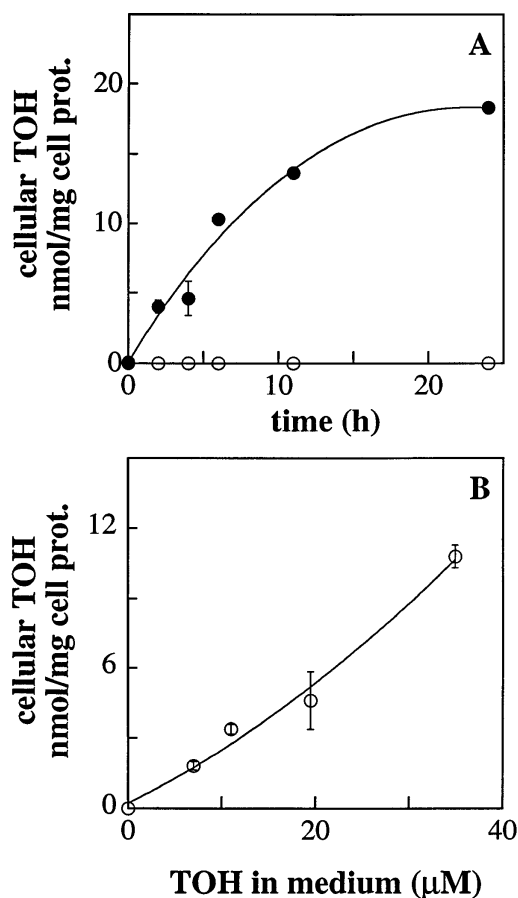 A
cellular TOH
nmol/mg cell prot.
20
10
0
0
10
20
time (h)
B
cellular TOH
nmol/mg cell prot.
12
6
0
0
20
40
TOH in medium (μM)